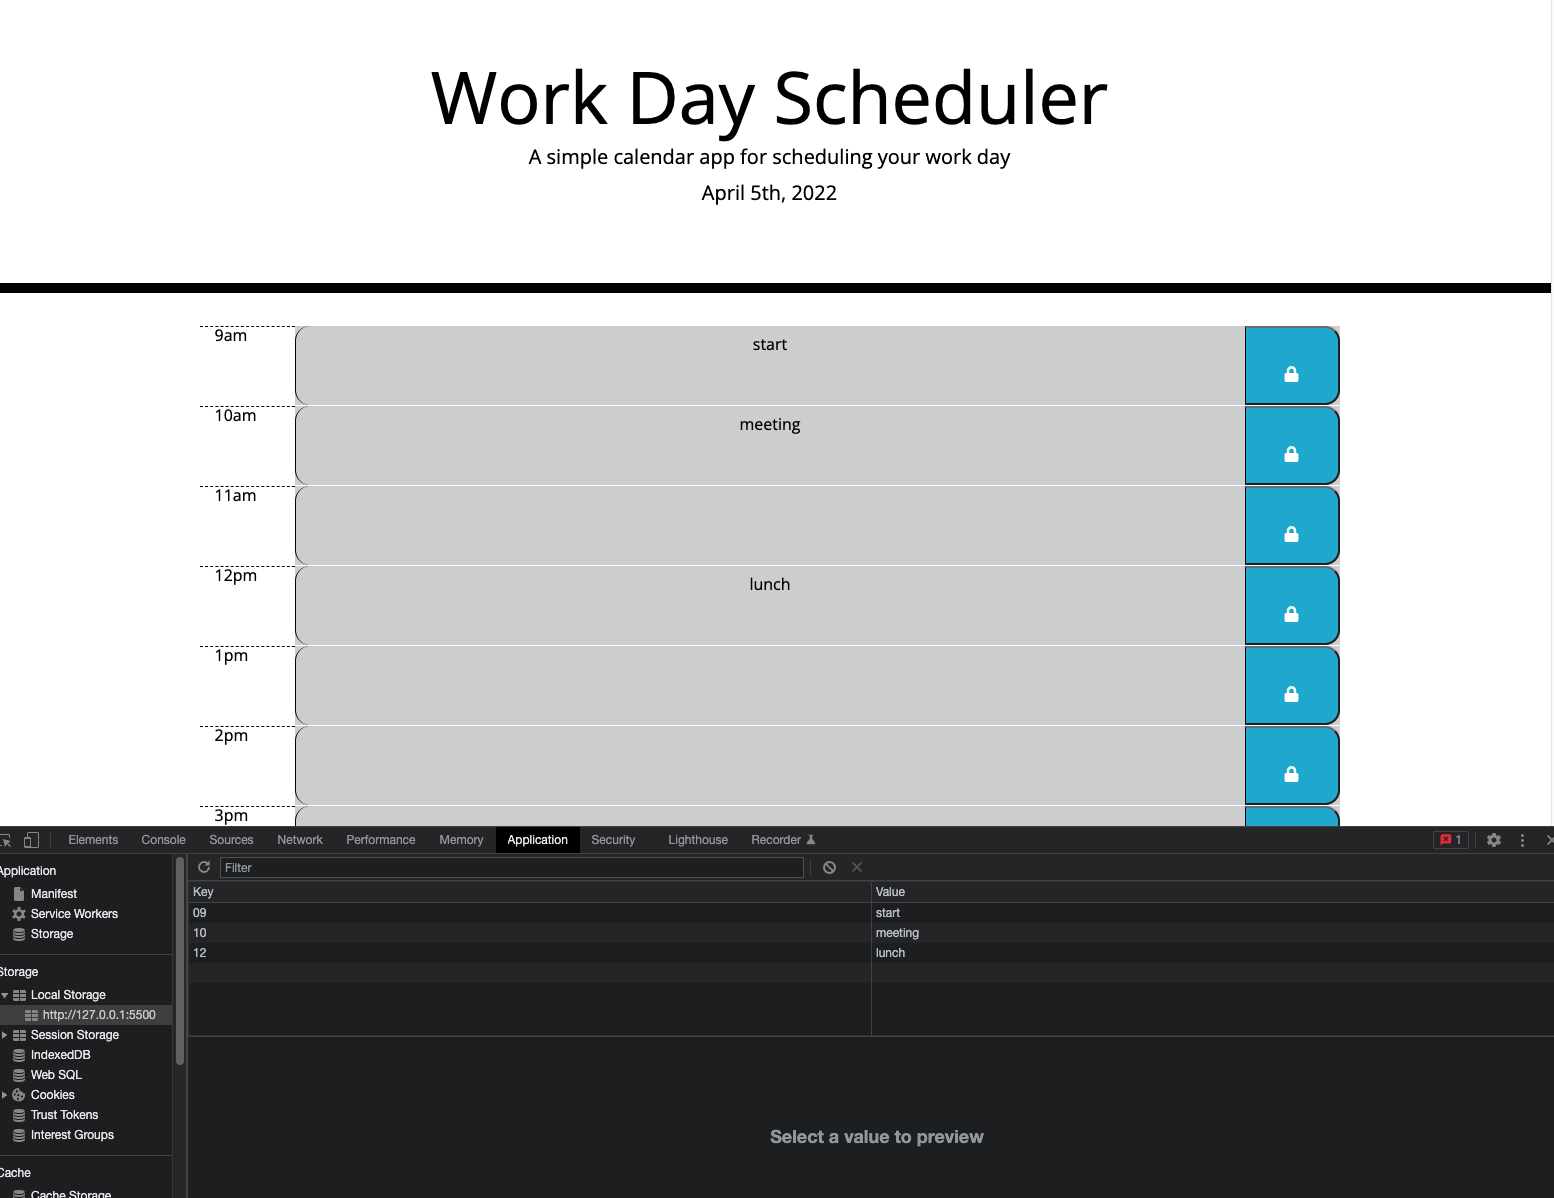 Work Day Scheduler
A simple calendar app for scheduling your work day
April 5th, 2022
9am start
10am meeting
11am
12pm lunch
1pm
2pm
3pm
Elements Console Sources Network Performance Memory Application Security Lighthouse Recorder 1
Application
Manifest
Service Workers
Storage
Storage
Local Storage
http://127.0.0.1:5500
Session Storage
IndexedDB
Web SQL
Cookies
Trust Tokens
Interest Groups
Cache
Cache Storage
Filter
Key Value
09 start
10 meeting
12 lunch
Select a value to preview